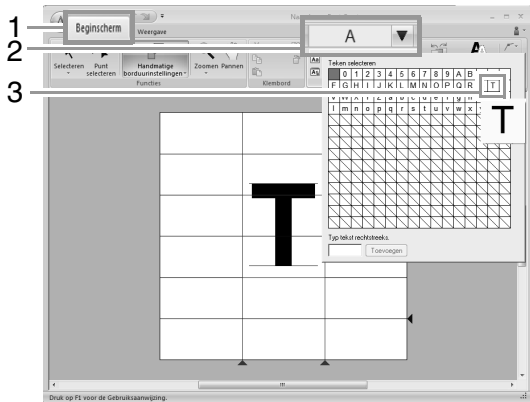 1
Beginscherm
Weergave
2
A
Selecteren
Punt selecteren
Handmatige borduurinstellingen
Zoomen
Pannen
Functies
Klembord
3
Teken selecteren
0 1 2 3 4 5 6 7 8 9 A B
F G H I J K L M N O P Q R T
l m n o p q r s t u v w x
T
T
Typ tekst rechtstreeks.
Toevoegen
Druk op F1 voor de Gebruiksaanwijzing.